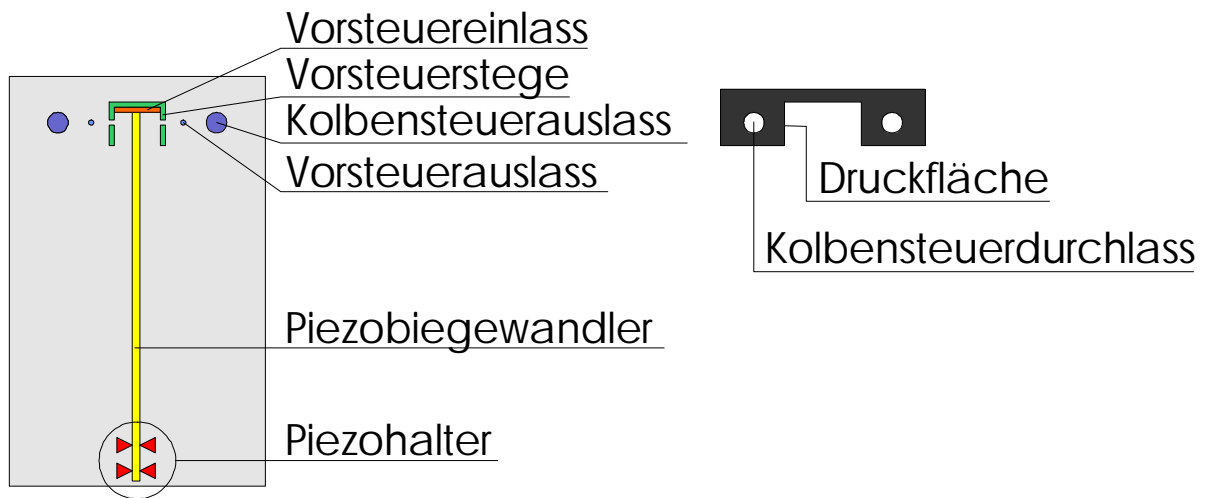 Vorsteuereinlass
Vorsteuerstege
Kolbensteuerauslass
Vorsteuerauslass
Druckfläche
Kolbensteuerdurchlass
Piezobiegewandler
Piezohalter